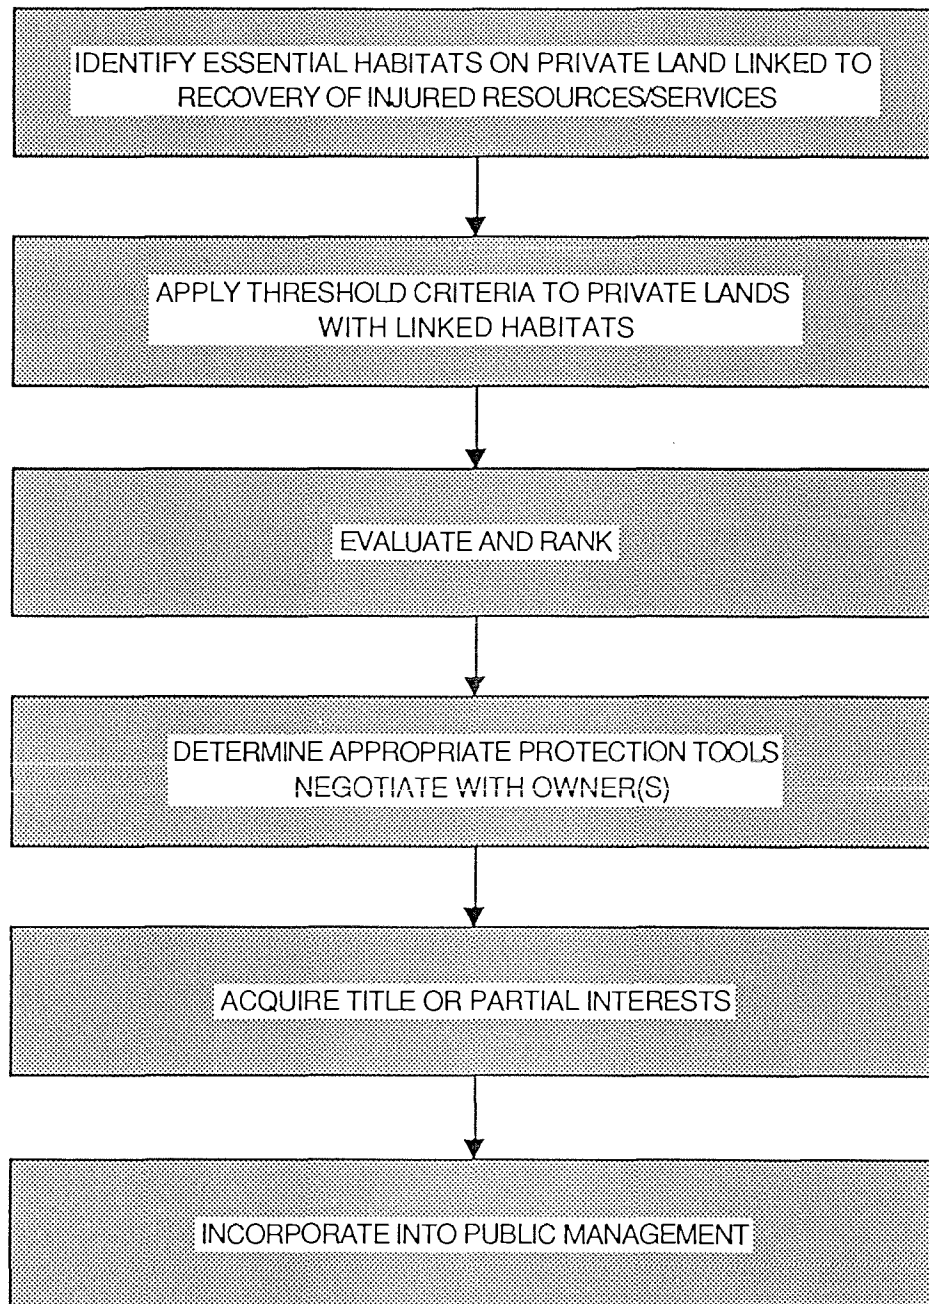 IDENTIFY ESSENTIAL HABITATS ON PRIVATE LAND LINKED TO
RECOVERY OF INJURED RESOURCES/SERVICES
APPLY THRESHOLD CRITERIA TO PRIVATE LANDS
WITH LINKED HABITATS
EVALUATE AND RANK
DETERMINE APPROPRIATE PROTECTION TOOLS
NEGOTIATE WITH OWNER(S)
ACQUIRE TITLE OR PARTIAL INTERESTS
INCORPORATE INTO PUBLIC MANAGEMENT